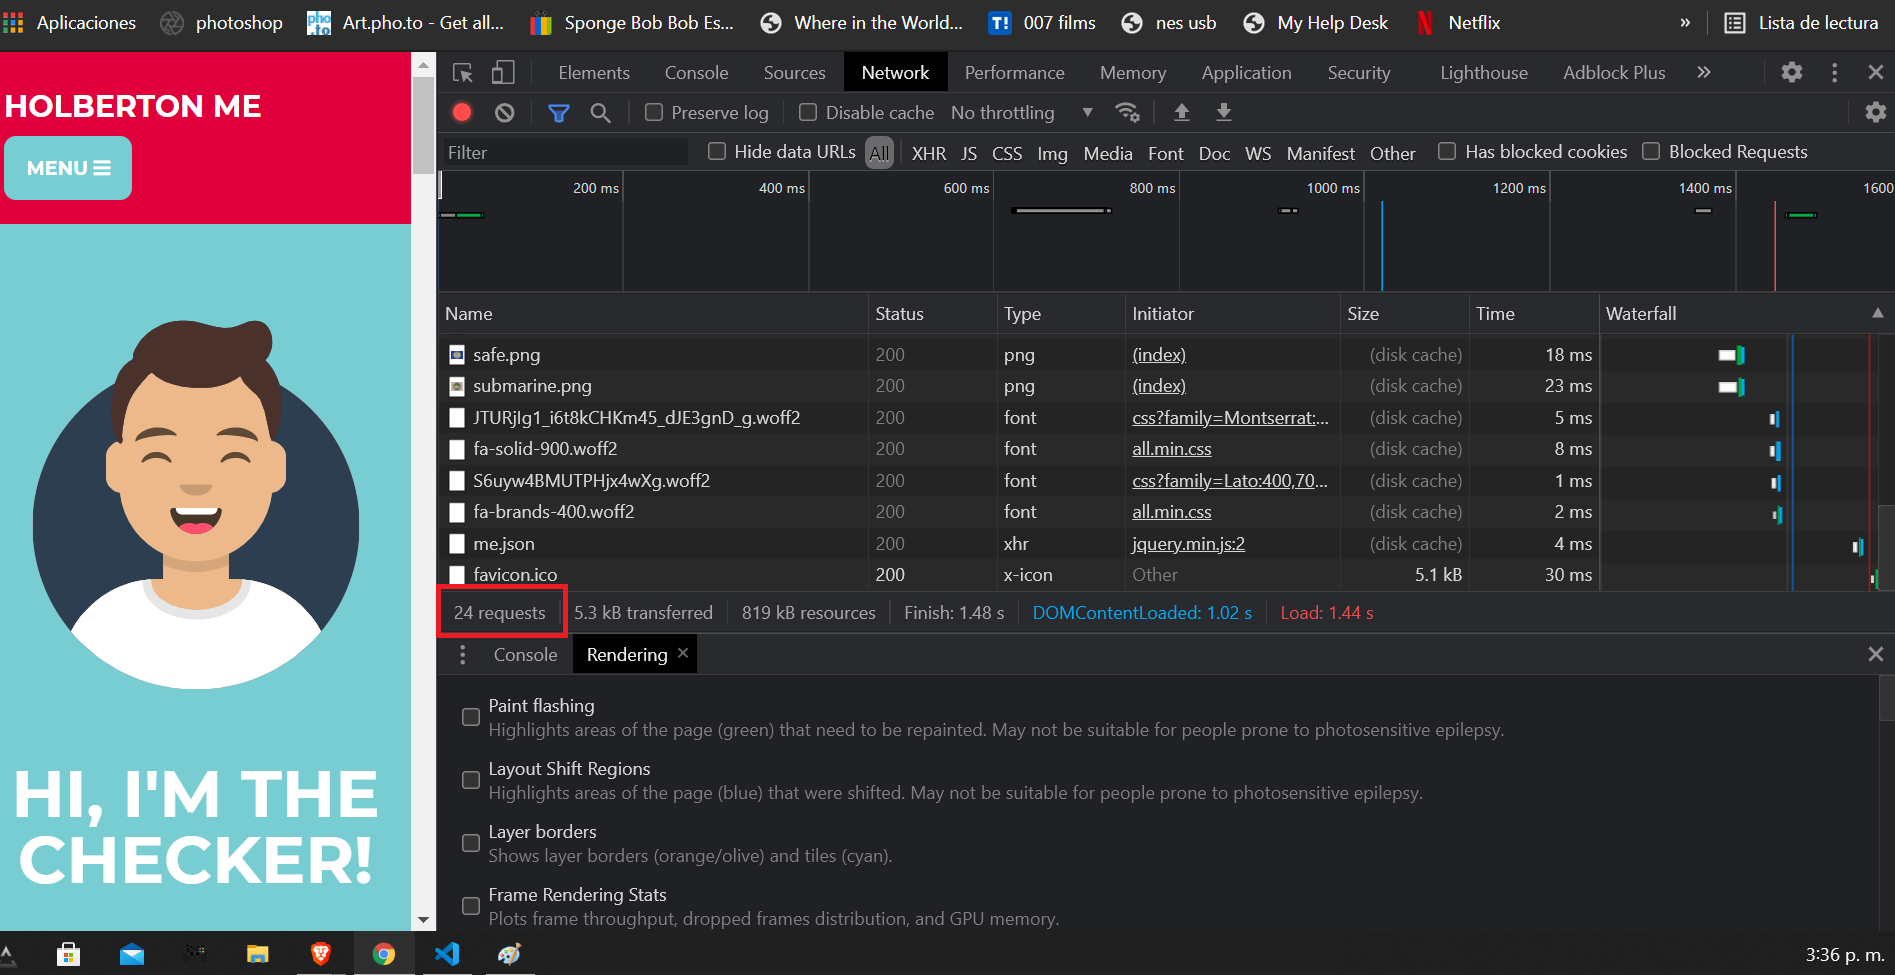 Aplicaciones photoshop Art.pho.to - Get all... Sponge Bob Bob Es... Where in the World... T! 007 films nes usb My Help Desk N Netflix » Lista de lectura
HOLBERTON ME
MENU
HI, I'M THE
CHECKER!
Elements Console Sources Network Performance Memory Application Security Lighthouse Adblock Plus »
Preserve log Disable cache No throttling
Filter Hide data URLs All XHR JS CSS Img Media Font Doc WS Manifest Other Has blocked cookies Blocked Requests
200 ms 400 ms 600 ms 800 ms 1000 ms 1200 ms 1400 ms 1600
Name Status Type Initiator Size Time Waterfall
safe.png 200 png (index) (disk cache) 18 ms
submarine.png 200 png (index) (disk cache) 23 ms
JTURjIg1_i6t8kCHKm45_dJE3gnD_g.woff2 200 font css?family=Montserrat:... (disk cache) 5 ms
fa-solid-900.woff2 200 font all.min.css (disk cache) 8 ms
S6uyw4BMUTPHjx4wXg.woff2 200 font css?family=Lato:400,70... (disk cache) 1 ms
fa-brands-400.woff2 200 font all.min.css (disk cache) 2 ms
me.json 200 xhr jquery.min.js:2 (disk cache) 4 ms
favicon.ico 200 x-icon Other 5.1 kB 30 ms
24 requests 5.3 kB transferred 819 kB resources Finish: 1.48 s DOMContentLoaded: 1.02 s Load: 1.44 s
Console Rendering
Paint flashing
Highlights areas of the page (green) that need to be repainted. May not be suitable for people prone to photosensitive epilepsy.
Layout Shift Regions
Highlights areas of the page (blue) that were shifted. May not be suitable for people prone to photosensitive epilepsy.
Layer borders
Shows layer borders (orange/olive) and tiles (cyan).
Frame Rendering Stats
Plots frame throughput, dropped frames distribution, and GPU memory.
3:36 p. m.